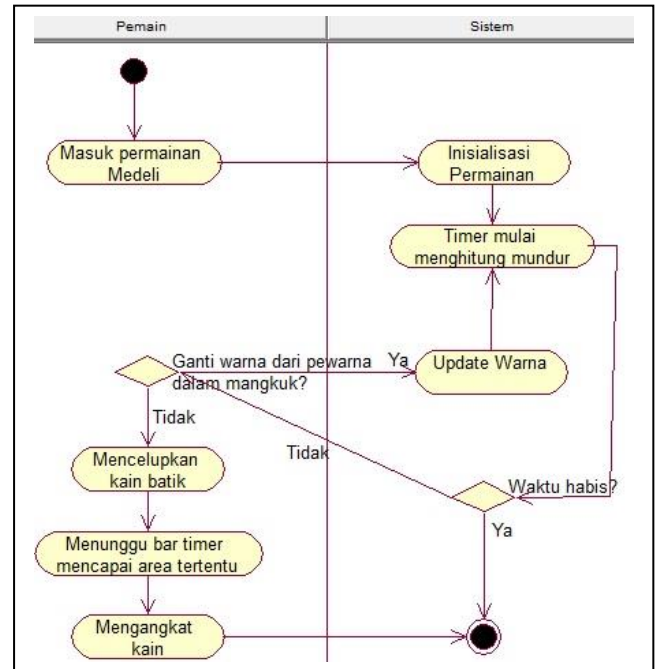 Pemain
Sistem
Masuk permainan
Medeli
Inisialisasi
Permainan
Timer mulai
menghitung mundur
Ganti warna dari pewarna
dalam mangkuk?
Ya
Update Warna
Tidak
Tidak
Mencelupkan
kain batik
Waktu habis?
Ya
Menunggu bar timer
mencapai area tertentu
Mengangkat
kain